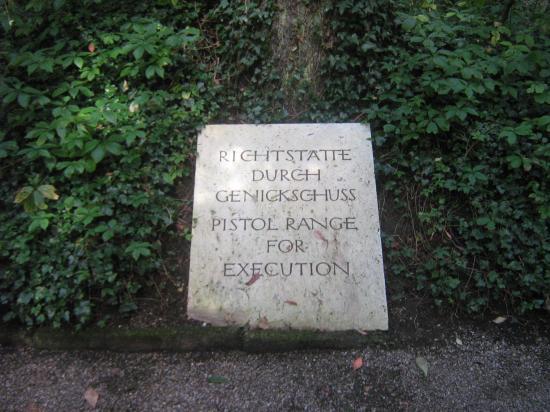 RICHTSTÄTTE
DURCH
GENICKSCHUSS
PISTOL RANGE
FOR
EXECUTION